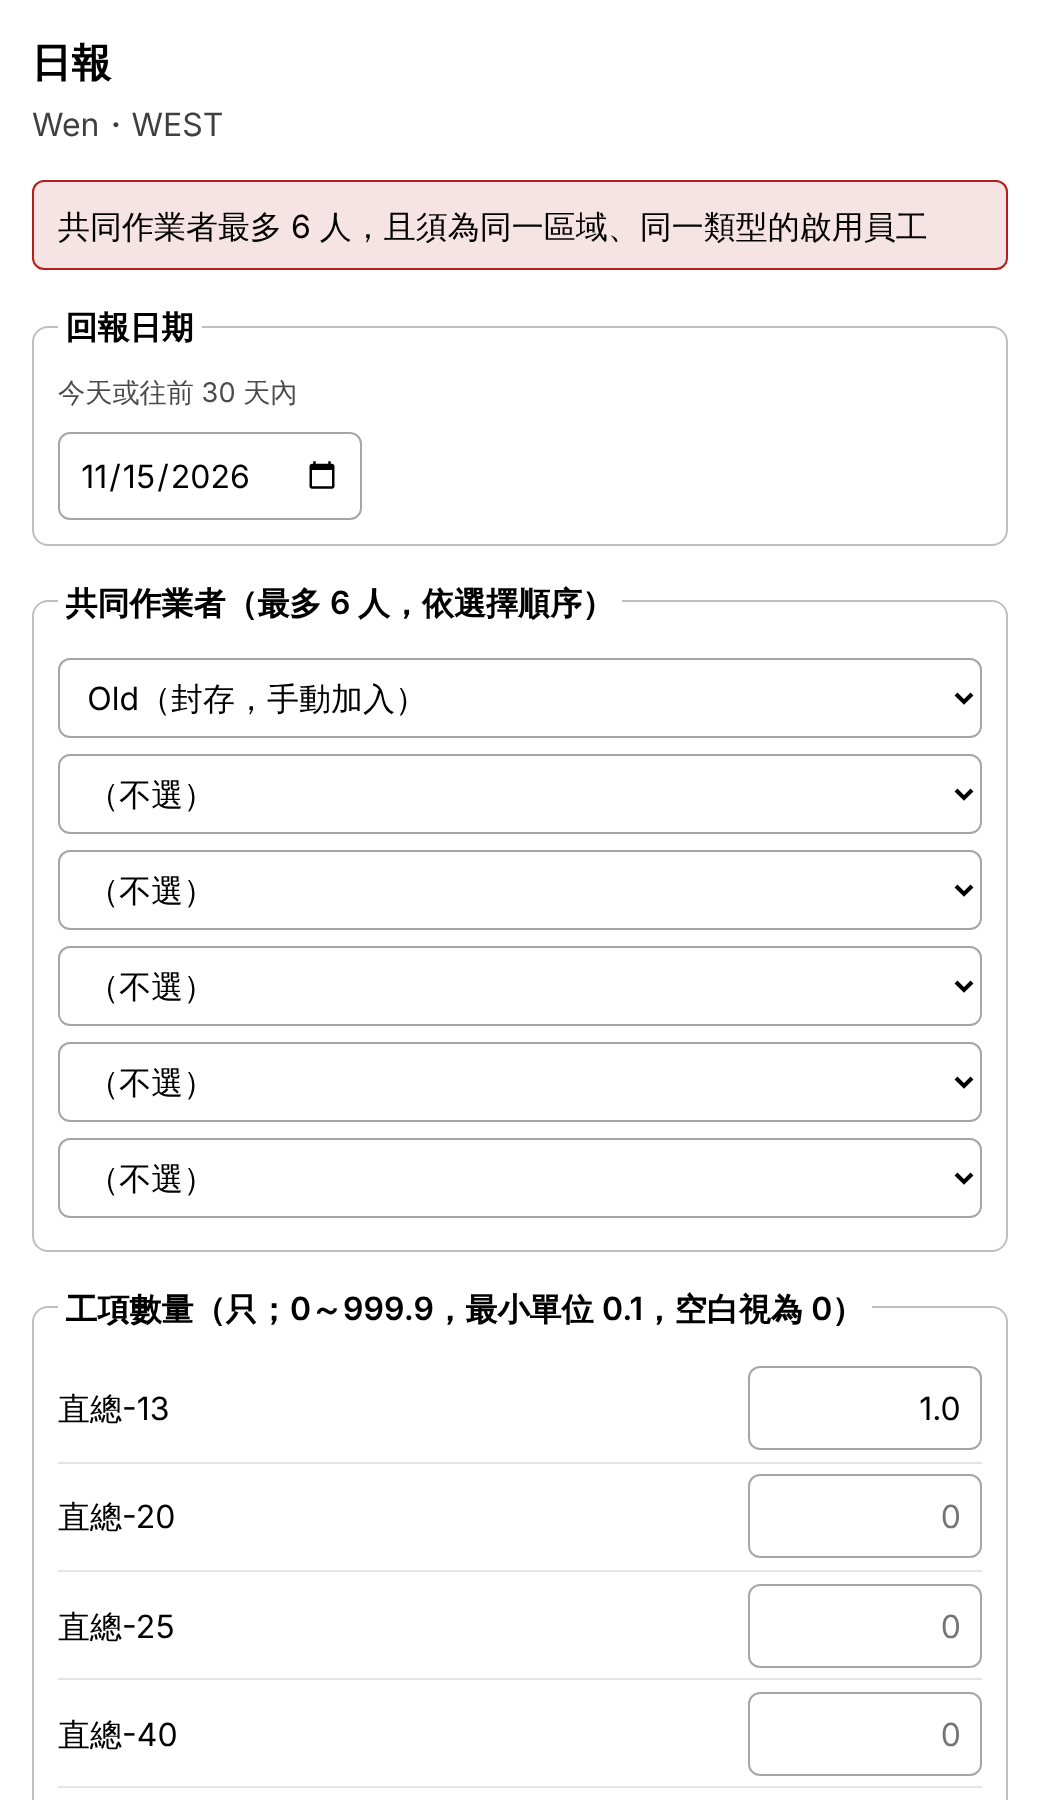 日報
Wen・WEST
共同作業者最多 6 人，且須為同一區域、同一類型的啟用員工
回報日期
今天或往前 30 天內
11/15/2026
共同作業者（最多 6 人，依選擇順序）
Old（封存，手動加入）
（不選）
（不選）
（不選）
（不選）
（不選）
工項數量（只；0～999.9，最小單位 0.1，空白視為 0）
直總-13 1.0
直總-20 0
直總-25 0
直總-40 0